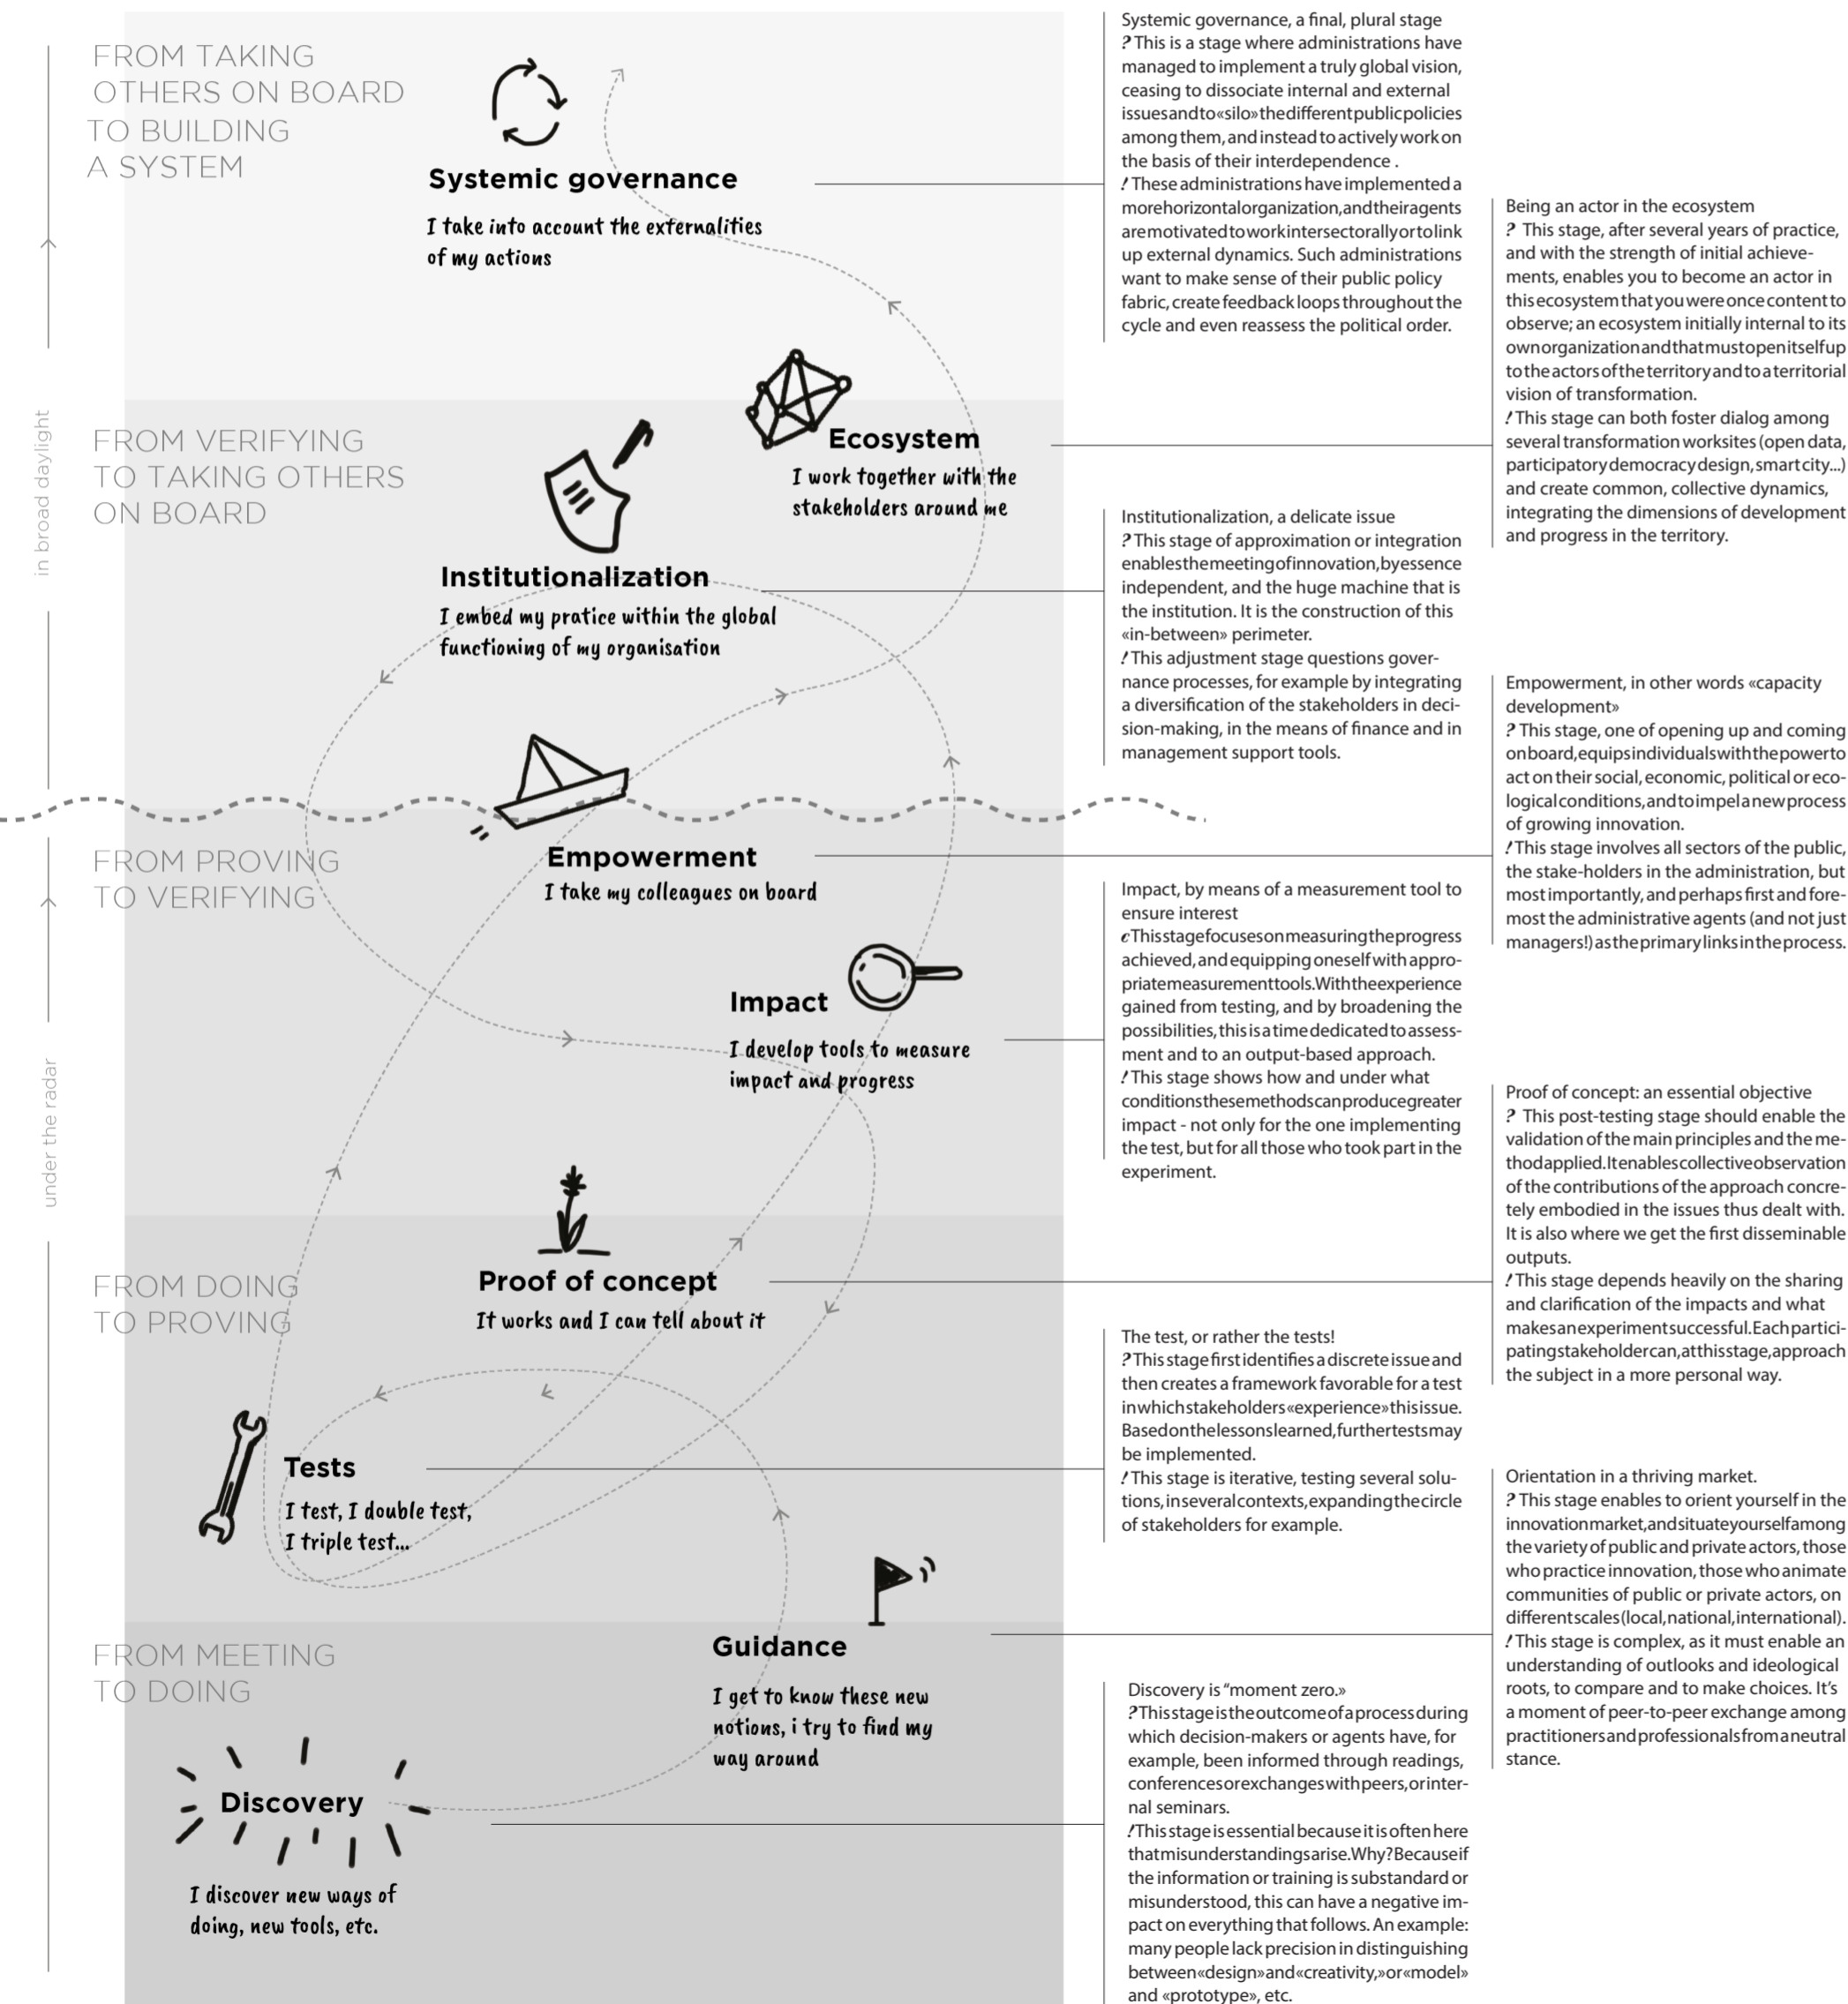 FROM TAKING
OTHERS ON BOARD
TO BUILDING
A SYSTEM
Systemic governance
I take into account the externalities
of my actions
in broad daylight
FROM VERIFYING
TO TAKING OTHERS
ON BOARD
Ecosystem
I work together with the
stakeholders around me
Institutionalization
I embed my pratice within the global
functioning of my organisation
FROM PROVING
TO VERIFYING
Empowerment
I take my colleagues on board
Impact
I develop tools to measure
impact and progress
under the radar
FROM DOING
TO PROVING
Proof of concept
It works and I can tell about it
Tests
I test, I double test,
I triple test...
FROM MEETING
TO DOING
Guidance
I get to know these new
notions, i try to find my
way around
Discovery
I discover new ways of
doing, new tools, etc.
Systemic governance, a final, plural stage
? This is a stage where administrations have
managed to implement a truly global vision,
ceasing to dissociate internal and external
issues and to «silo» the different public policies
among them, and instead to actively work on
the basis of their interdependence .
! These administrations have implemented a
more horizontal organization, and their agents
are motivated to work intersectorally or to link
up external dynamics. Such administrations
want to make sense of their public policy
fabric, create feedback loops throughout the
cycle and even reassess the political order.
Being an actor in the ecosystem
? This stage, after several years of practice,
and with the strength of initial achieve-
ments, enables you to become an actor in
this ecosystem that you were once content to
observe; an ecosystem initially internal to its
own organization and that must open itself up
to the actors of the territory and to a territorial
vision of transformation.
! This stage can both foster dialog among
several transformation worksites (open data,
participatory democracy design, smart city...)
and create common, collective dynamics,
integrating the dimensions of development
and progress in the territory.
Institutionalization, a delicate issue
? This stage of approximation or integration
enables the meeting of innovation, by essence
independent, and the huge machine that is
the institution. It is the construction of this
«in-between» perimeter.
! This adjustment stage questions gover-
nance processes, for example by integrating
a diversification of the stakeholders in deci-
sion-making, in the means of finance and in
management support tools.
Empowerment, in other words «capacity
development»
? This stage, one of opening up and coming
on board, equips individuals with the power to
act on their social, economic, political or eco-
logical conditions, and to impel a new process
of growing innovation.
! This stage involves all sectors of the public,
the stake-holders in the administration, but
most importantly, and perhaps first and fore-
most the administrative agents (and not just
managers!) as the primary links in the process.
Impact, by means of a measurement tool to
ensure interest
c This stage focuses on measuring the progress
achieved, and equipping oneself with appro-
priate measurement tools. With the experience
gained from testing, and by broadening the
possibilities, this is a time dedicated to assess-
ment and to an output-based approach.
! This stage shows how and under what
conditions these methods can produce greater
impact - not only for the one implementing
the test, but for all those who took part in the
experiment.
Proof of concept: an essential objective
? This post-testing stage should enable the
validation of the main principles and the me-
thod applied. It enables collective observation
of the contributions of the approach concre-
tely embodied in the issues thus dealt with.
It is also where we get the first disseminable
outputs.
! This stage depends heavily on the sharing
and clarification of the impacts and what
makes an experiment successful. Each partici-
pating stakeholder can, at this stage, approach
the subject in a more personal way.
The test, or rather the tests!
? This stage first identifies a discrete issue and
then creates a framework favorable for a test
in which stakeholders «experience» this issue.
Based on the lessons learned, further tests may
be implemented.
! This stage is iterative, testing several solu-
tions, in several contexts, expanding the circle
of stakeholders for example.
Orientation in a thriving market.
? This stage enables to orient yourself in the
innovation market, and situate yourself among
the variety of public and private actors, those
who practice innovation, those who animate
communities of public or private actors, on
different scales (local, national, international).
! This stage is complex, as it must enable an
understanding of outlooks and ideological
roots, to compare and to make choices. It's
a moment of peer-to-peer exchange among
practitioners and professionals from a neutral
stance.
Discovery is “moment zero.»
? This stage is the outcome of a process during
which decision-makers or agents have, for
example, been informed through readings,
conferences or exchanges with peers, or inter-
nal seminars.
! This stage is essential because it is often here
that misunderstandings arise. Why? Because if
the information or training is substandard or
misunderstood, this can have a negative im-
pact on everything that follows. An example:
many people lack precision in distinguishing
between «design» and «creativity,» or «model»
and «prototype», etc.